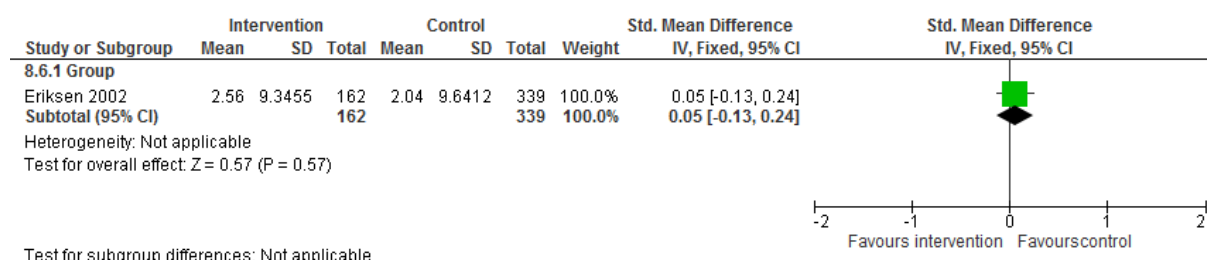 Intervention Control Std. Mean Difference Std. Mean Difference
Study or Subgroup Mean SD Total Mean SD Total Weight IV, Fixed, 95% CI IV, Fixed, 95% CI
8.6.1 Group
Eriksen 2002 2.56 9.3455 162 2.04 9.6412 339 100.0% 0.05 [-0.13, 0.24]
Subtotal (95% CI) 162 339 100.0% 0.05 [-0.13, 0.24]
Heterogeneity: Not applicable
Test for overall effect: Z = 0.57 (P = 0.57)
-2 -1 0 1 2
Favours intervention Favourscontrol
Test for subgroup differences: Not applicable